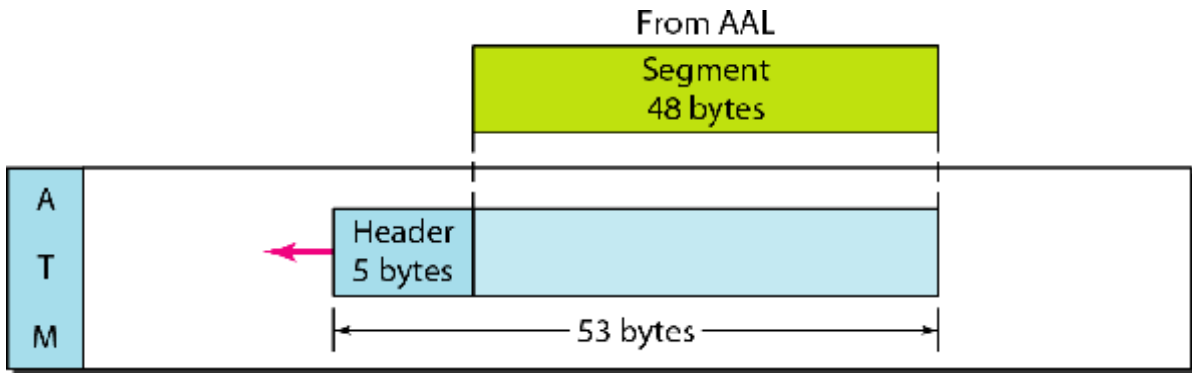 From AAL
Segment
48 bytes
A
T
M
Header
5 bytes
53 bytes